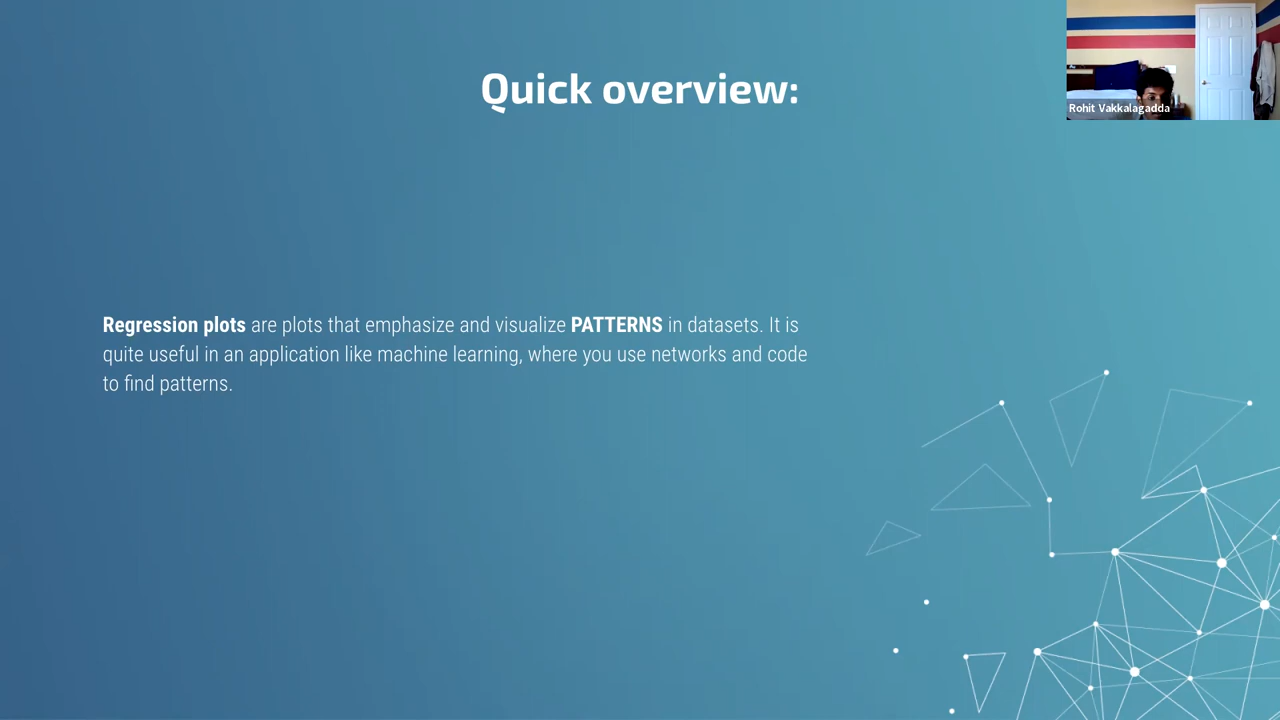 Quick overview:
Rohit Vakkalagadda
Regression plots are plots that emphasize and visualize PATTERNS in datasets. It is
quite useful in an application like machine learning, where you use networks and code
to find patterns.